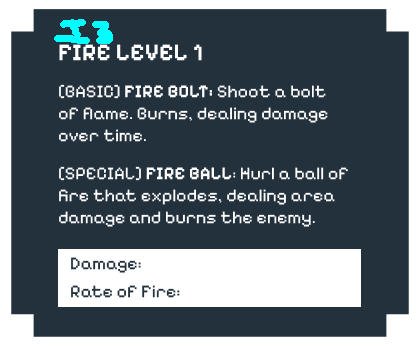 I 3
FIRE LEVEL 1
(BASIC) FIRE BOLT: Shoot a bolt
of flame. Burns, dealing damage
over time.
(SPECIAL) FIRE BALL: Hurl a ball of
fire that explodes, dealing area
damage and burns the enemy.
Damage:
Rate of Fire: